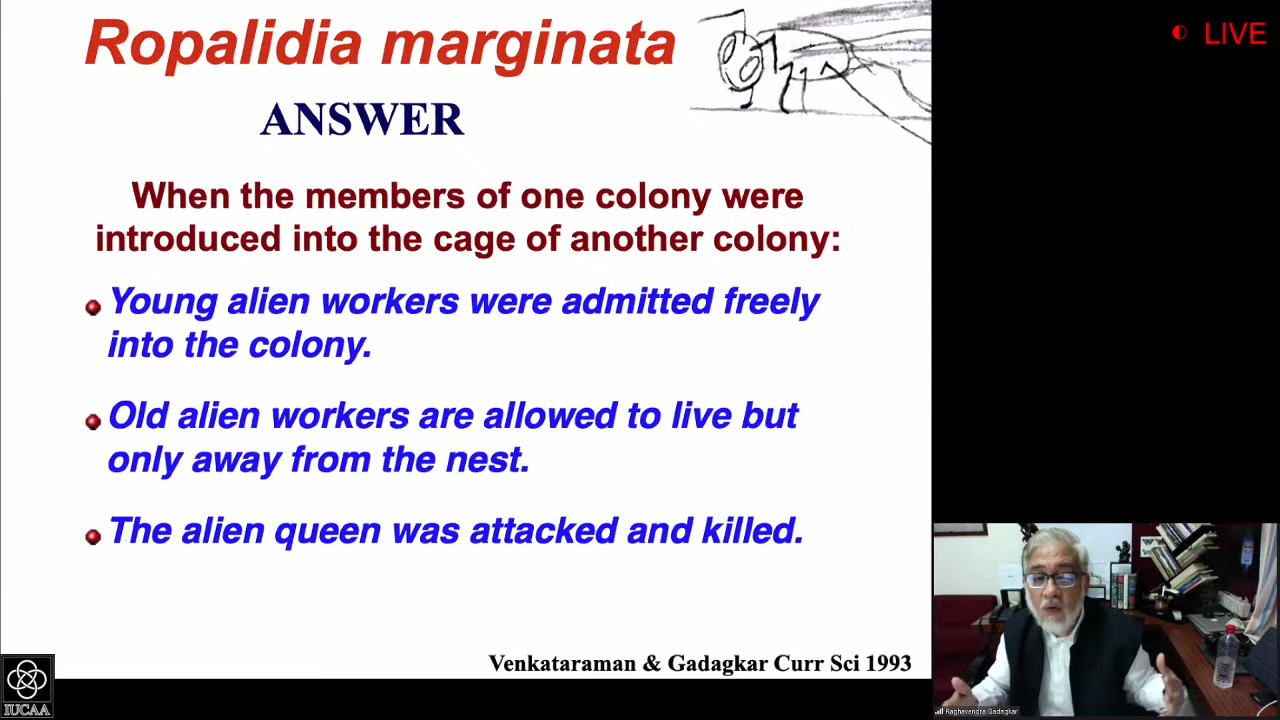 Ropalidia marginata
ANSWER
When the members of one colony were
introduced into the cage of another colony:
Young alien workers were admitted freely
into the colony.
Old alien workers are allowed to live but
only away from the nest.
The alien queen was attacked and killed.
Venkataraman & Gadagkar Curr Sci 1993
LIVE
IUCAA
Raghavendra Gadagkar